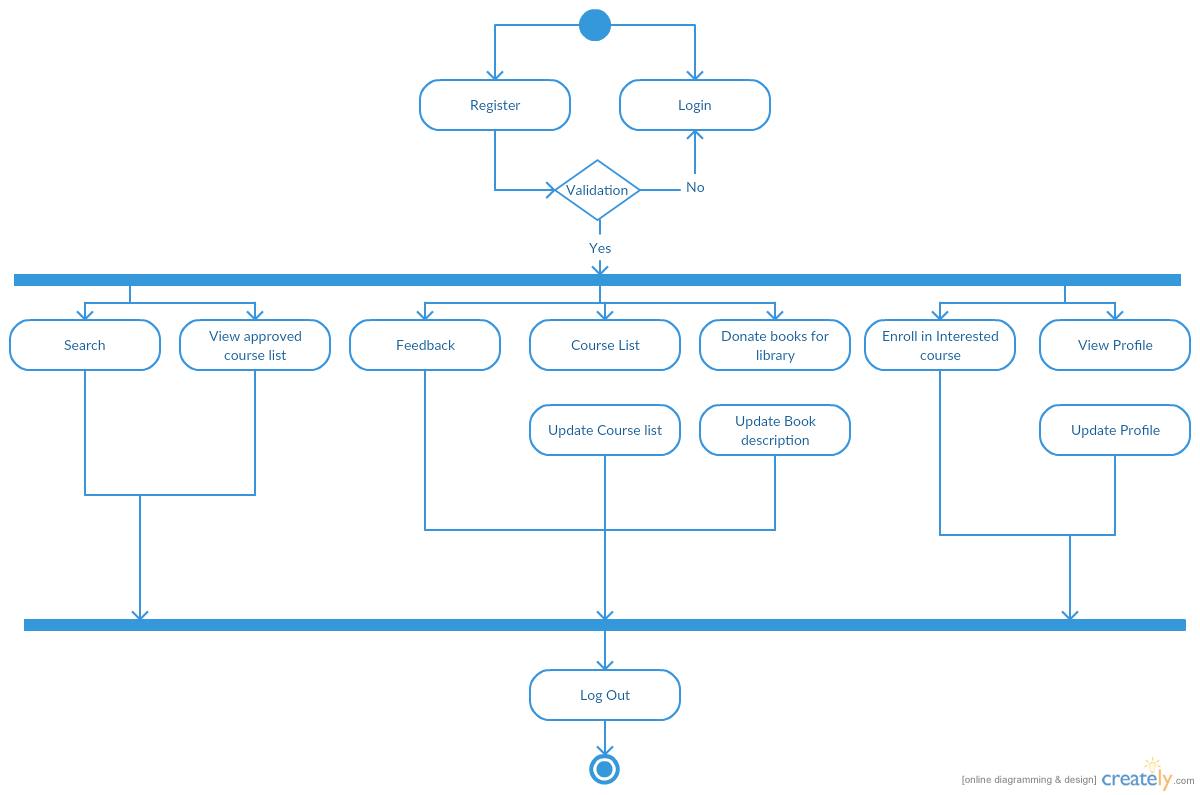 Register
Login
Validation
No
Yes
Search
View approved
course list
Feedback
Course List
Donate books for
library
Enroll in Interested
course
View Profile
Update Course list
Update Book
description
Update Profile
Log Out
[online diagramming & design] creately.com